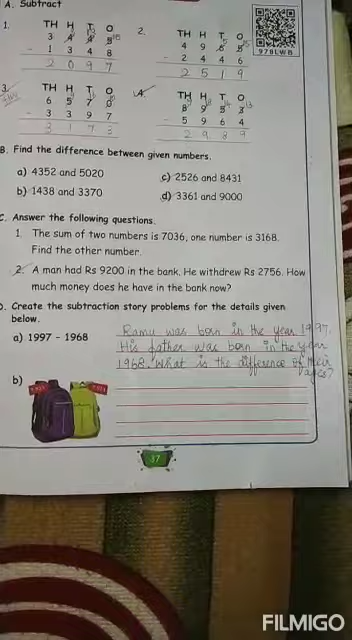 A. Subtract
1.
TH H T O
3 4 4 5
- 1 3 4 8
2 0 9 7
2.
TH H T O
4 9 6 5
- 2 4 4 6
2 5 1 9
979LWB
3.
TH H T O
6 5 7 0
- 3 3 9 7
3 1 7 3
4.
TH H T O
8 9 5 3
- 5 9 6 4
2 9 8 9
B. Find the difference between given numbers.
a) 4352 and 5020
c) 2526 and 8431
b) 1438 and 3370
d) 3361 and 9000
C. Answer the following questions.
1. The sum of two numbers is 7036, one number is 3168.
Find the other number.
2. A man had Rs 9200 in the bank. He withdrew Rs 2756. How
much money does he have in the bank now?
D. Create the subtraction story problems for the details given
below.
a) 1997 - 1968
Ramu was born in the year 1997.
His father was born in the year
1968. What is the difference of their
ages?
b)
37
FILMIGO